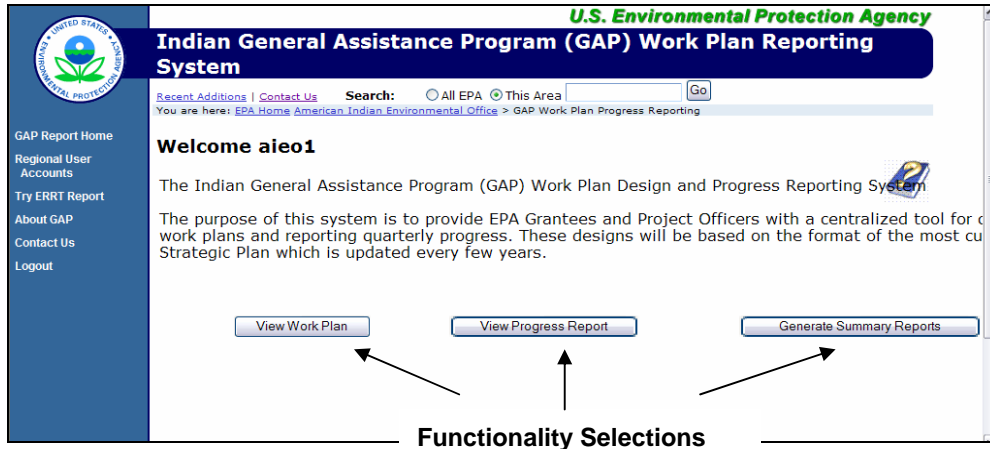 U.S. Environmental Protection Agency
UNITED STATES
ENVIRONMENTAL PROTECTION AGENCY
Indian General Assistance Program (GAP) Work Plan Reporting
System
Recent Additions | Contact Us Search: All EPA This Area Go
You are here: EPA Home American Indian Environmental Office > GAP Work Plan Progress Reporting
GAP Report Home
Regional User
Accounts
Try ERRT Report
About GAP
Contact Us
Logout
Welcome aieo1
The Indian General Assistance Program (GAP) Work Plan Design and Progress Reporting System
The purpose of this system is to provide EPA Grantees and Project Officers with a centralized tool for
work plans and reporting quarterly progress. These designs will be based on the format of the most
Strategic Plan which is updated every few years.
View Work Plan
View Progress Report
Generate Summary Reports
Functionality Selections